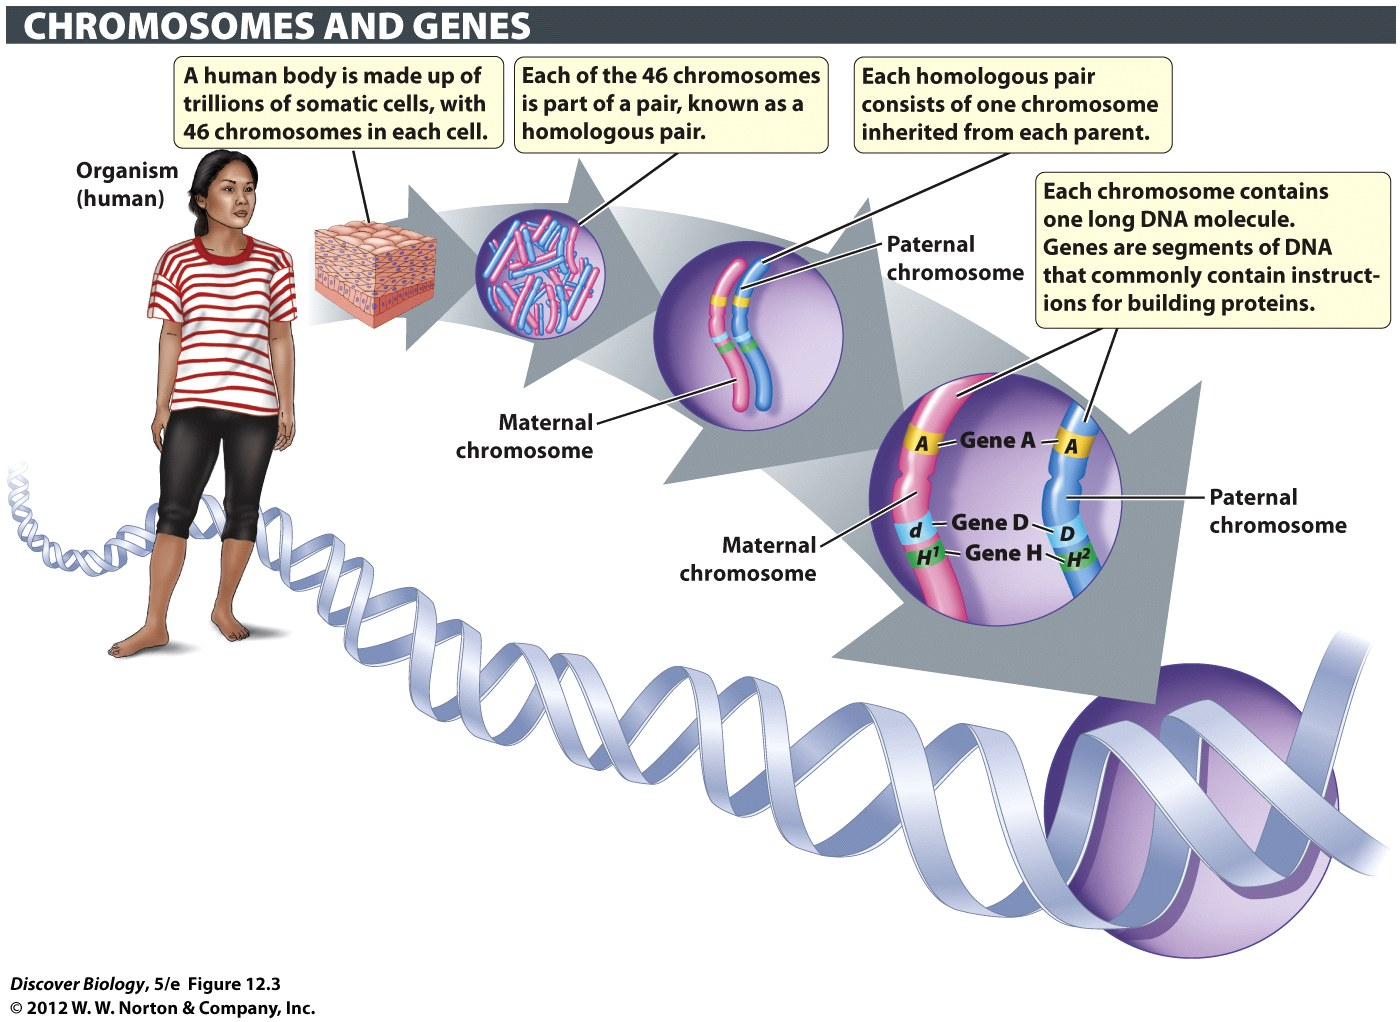 CHROMOSOMES AND GENES
A human body is made up of
trillions of somatic cells, with
46 chromosomes in each cell.
Each of the 46 chromosomes
is part of a pair, known as a
homologous pair.
Each homologous pair
consists of one chromosome
inherited from each parent.
Organism
(human)
Each chromosome contains
one long DNA molecule.
Genes are segments of DNA
that commonly contain instruct-
ions for building proteins.
Paternal
chromosome
Maternal
chromosome
A Gene A A
Paternal
chromosome
d Gene D D
Maternal
chromosome
H¹ Gene H H²
Discover Biology, 5/e Figure 12.3
© 2012 W. W. Norton & Company, Inc.